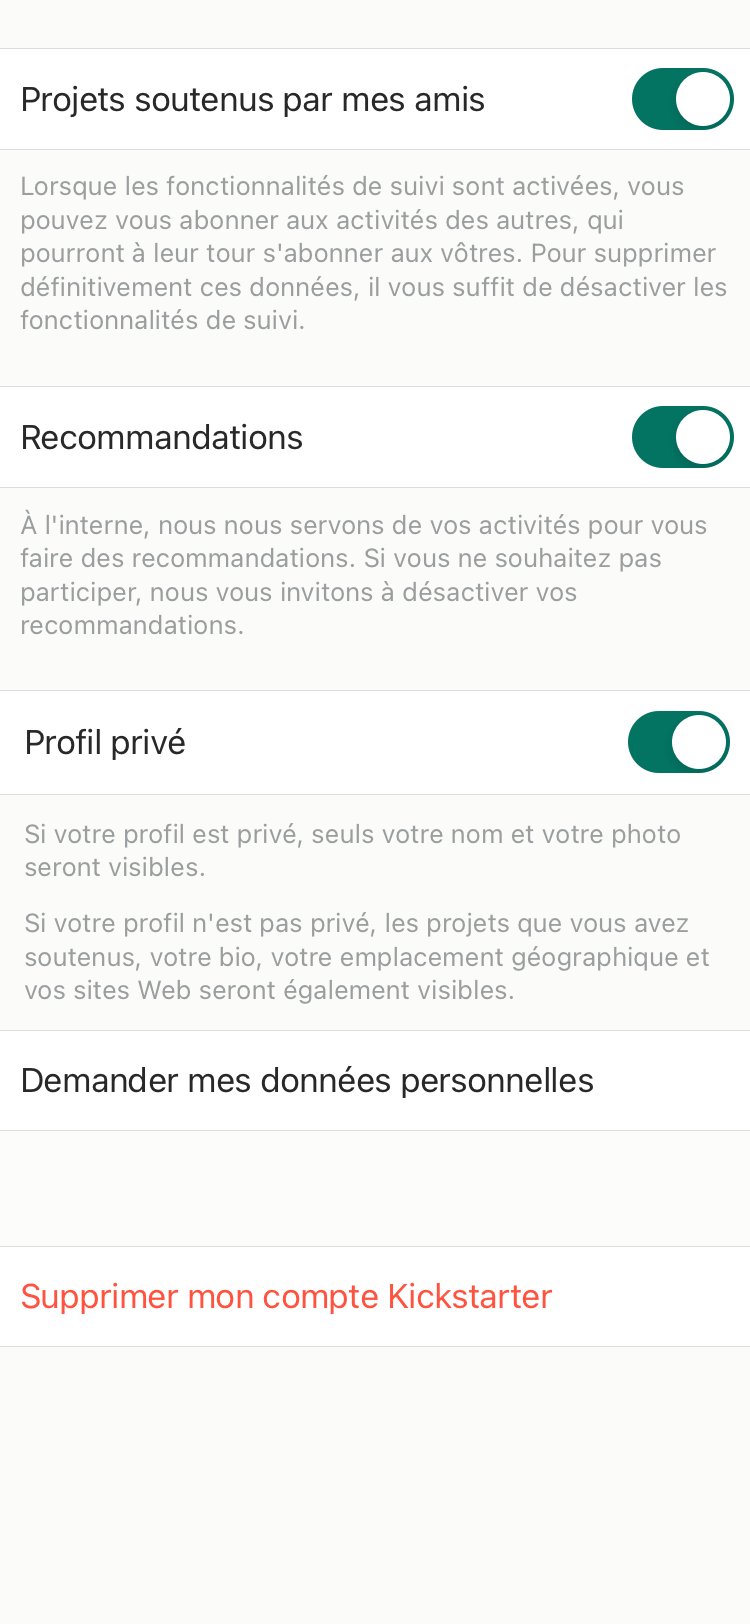 Projets soutenus par mes amis
Lorsque les fonctionnalités de suivi sont activées, vous
pouvez vous abonner aux activités des autres, qui
pourront à leur tour s'abonner aux vôtres. Pour supprimer
définitivement ces données, il vous suffit de désactiver les
fonctionnalités de suivi.
Recommandations
À l'interne, nous nous servons de vos activités pour vous
faire des recommandations. Si vous ne souhaitez pas
participer, nous vous invitons à désactiver vos
recommandations.
Profil privé
Si votre profil est privé, seuls votre nom et votre photo
seront visibles.
Si votre profil n'est pas privé, les projets que vous avez
soutenus, votre bio, votre emplacement géographique et
vos sites Web seront également visibles.
Demander mes données personnelles
Supprimer mon compte Kickstarter